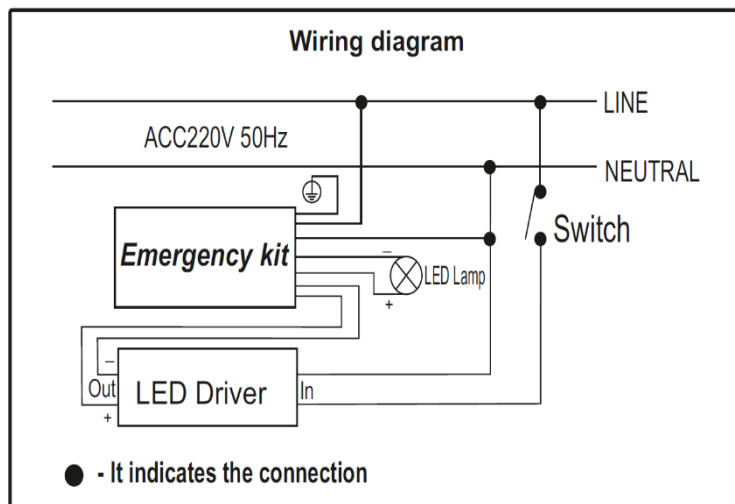 Wiring diagram
LINE
ACC220V 50Hz
NEUTRAL
Switch
Emergency kit
–
LED Lamp
+
–
Out
LED Driver
In
+
● - It indicates the connection